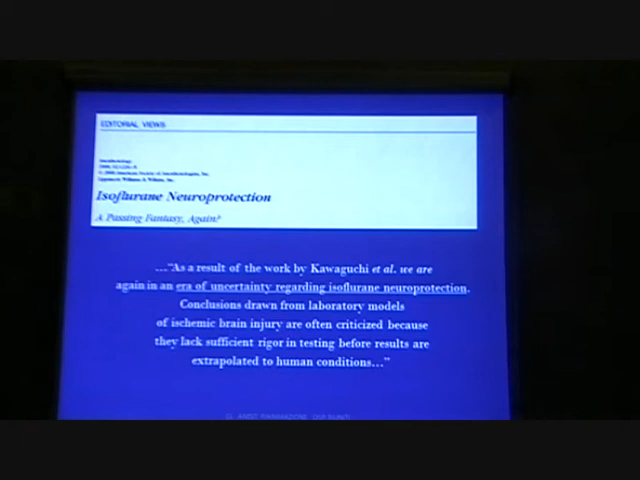 EDITORIAL VIEWS
Anesthesiology
Isoflurane Neuroprotection
A Passing Fantasy, Again?
…"As a result of the work by Kawaguchi et al. we are
again in an era of uncertainty regarding isoflurane neuroprotection.
Conclusions drawn from laboratory models
of ischemic brain injury are often criticized because
they lack sufficient rigor in testing before results are
extrapolated to human conditions…"